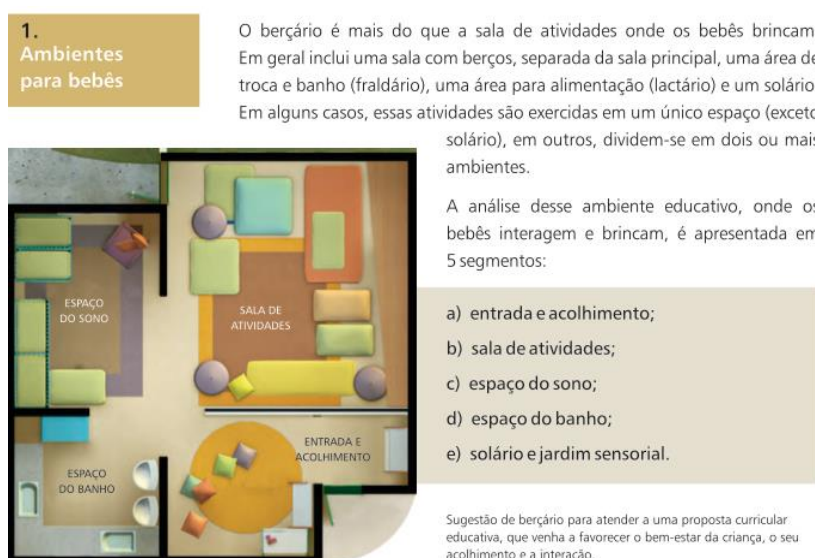 1.
Ambientes
para bebês
O berçário é mais do que a sala de atividades onde os bebês brincam
Em geral inclui uma sala com berços, separada da sala principal, uma área de
troca e banho (fraldário), uma área para alimentação (lactário) e um solário
Em alguns casos, essas atividades são exercidas em um único espaço (exceto
solário), em outros, dividem-se em dois ou mais
ambientes.
A análise desse ambiente educativo, onde os
bebês interagem e brincam, é apresentada em
5 segmentos:
a) entrada e acolhimento;
b) sala de atividades;
c) espaço do sono;
d) espaço do banho;
e) solário e jardim sensorial.
ESPAÇO
DO SONO
SALA DE
ATIVIDADES
ENTRADA E
ACOLHIMENTO
ESPAÇO
DO BANHO
Sugestão de berçário para atender a uma proposta curricular
educativa, que venha a favorecer o bem-estar da criança, o seu
acolhimento e a interação.